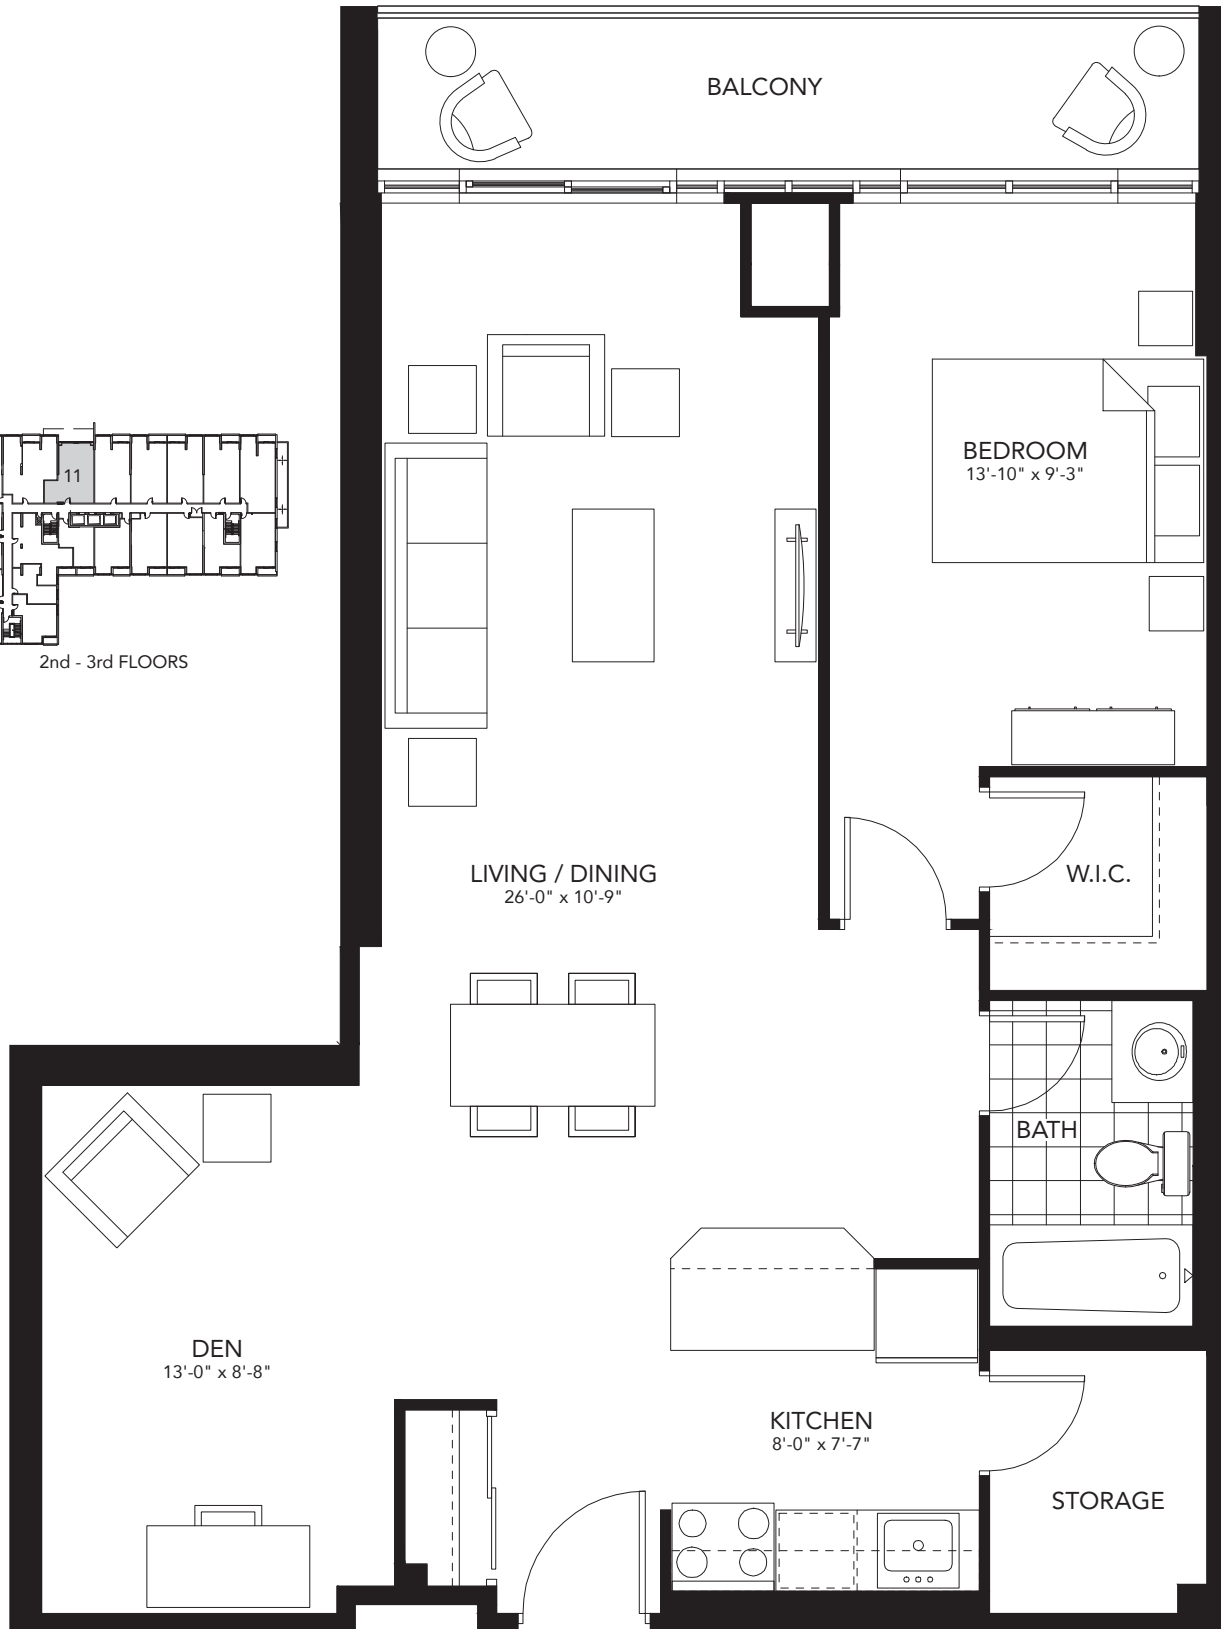 BALCONY
BEDROOM
13'-10" x 9'-3"
11
2nd - 3rd FLOORS
LIVING / DINING
26'-0" x 10'-9"
W.I.C.
BATH
DEN
13'-0" x 8'-8"
KITCHEN
8'-0" x 7'-7"
STORAGE